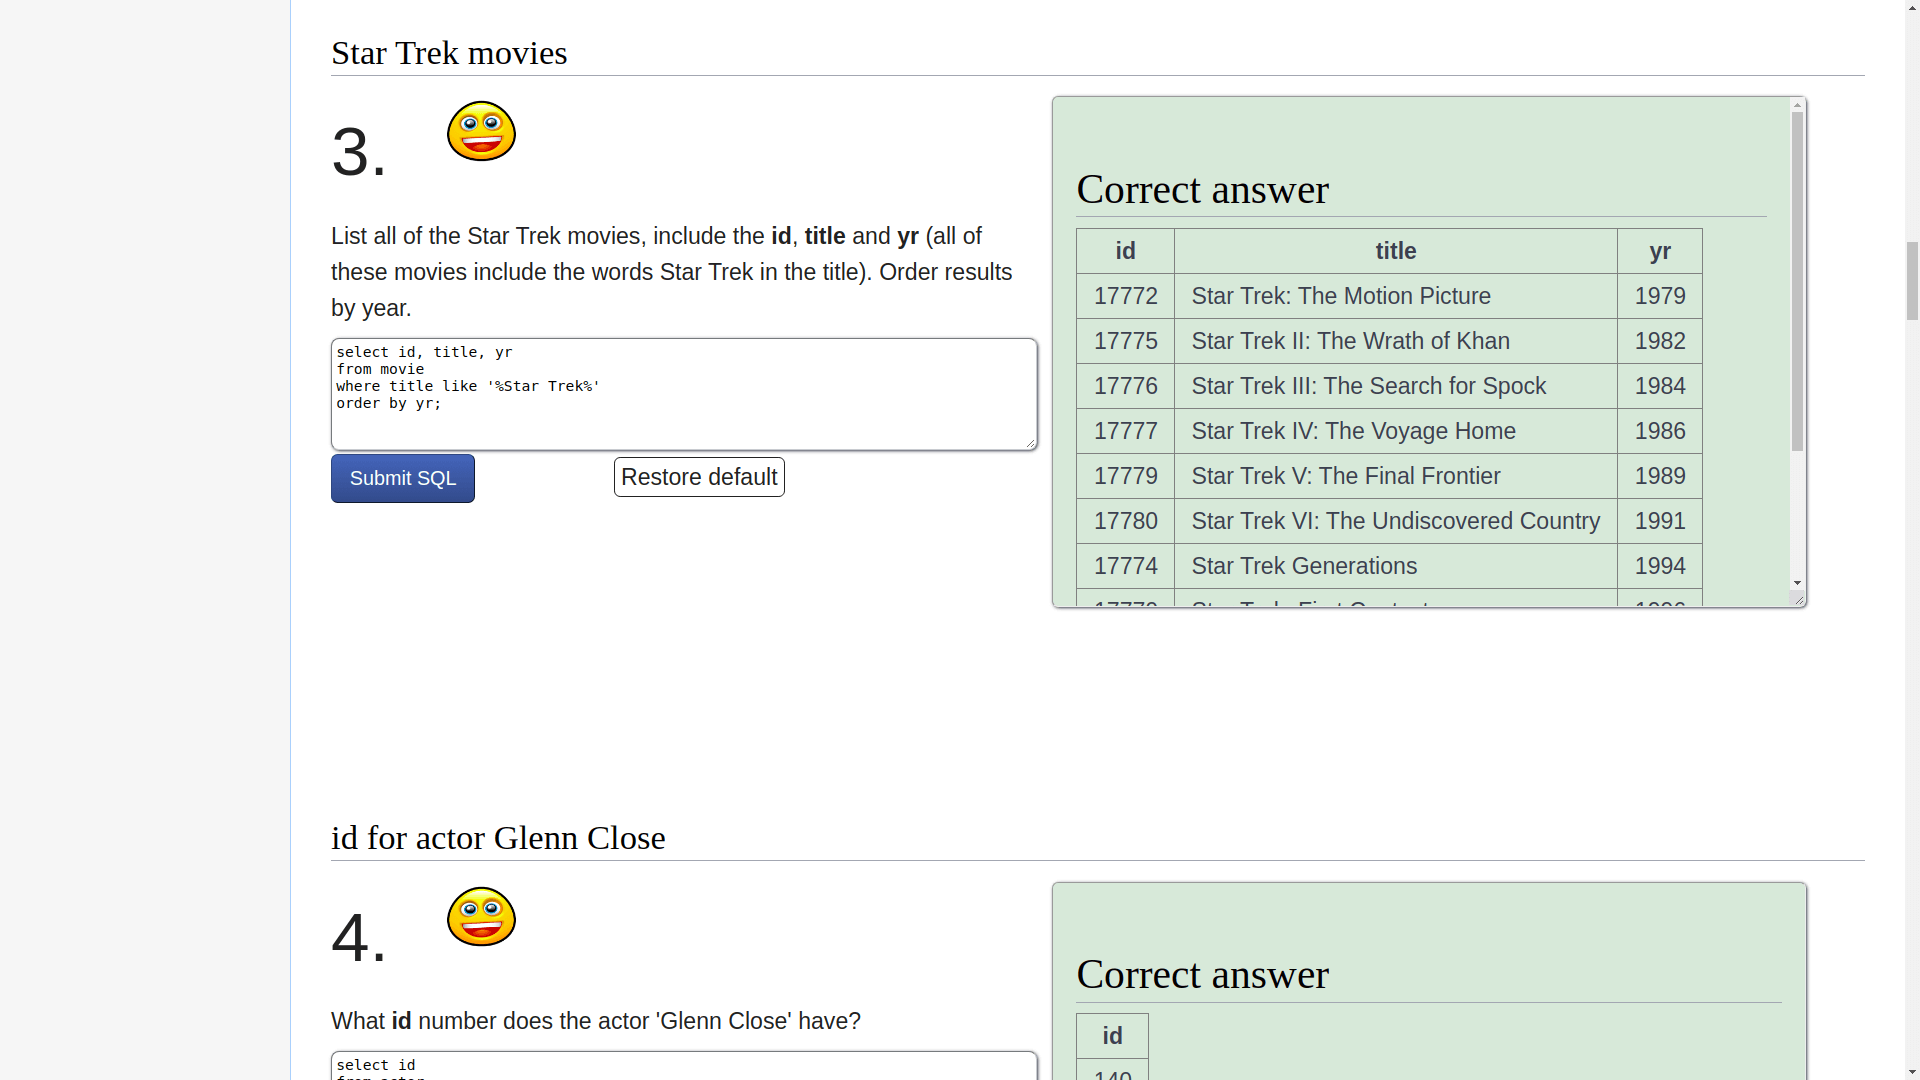 Star Trek movies
3.
List all of the Star Trek movies, include the id, title and yr (all of
these movies include the words Star Trek in the title). Order results
by year.
select id, title, yr
from movie
where title like '%Star Trek%'
order by yr;
Submit SQL Restore default
Correct answer
id title yr
17772 Star Trek: The Motion Picture 1979
17775 Star Trek II: The Wrath of Khan 1982
17776 Star Trek III: The Search for Spock 1984
17777 Star Trek IV: The Voyage Home 1986
17779 Star Trek V: The Final Frontier 1989
17780 Star Trek VI: The Undiscovered Country 1991
17774 Star Trek Generations 1994
id for actor Glenn Close
4.
What id number does the actor 'Glenn Close' have?
select id
from actor
Correct answer
id
140